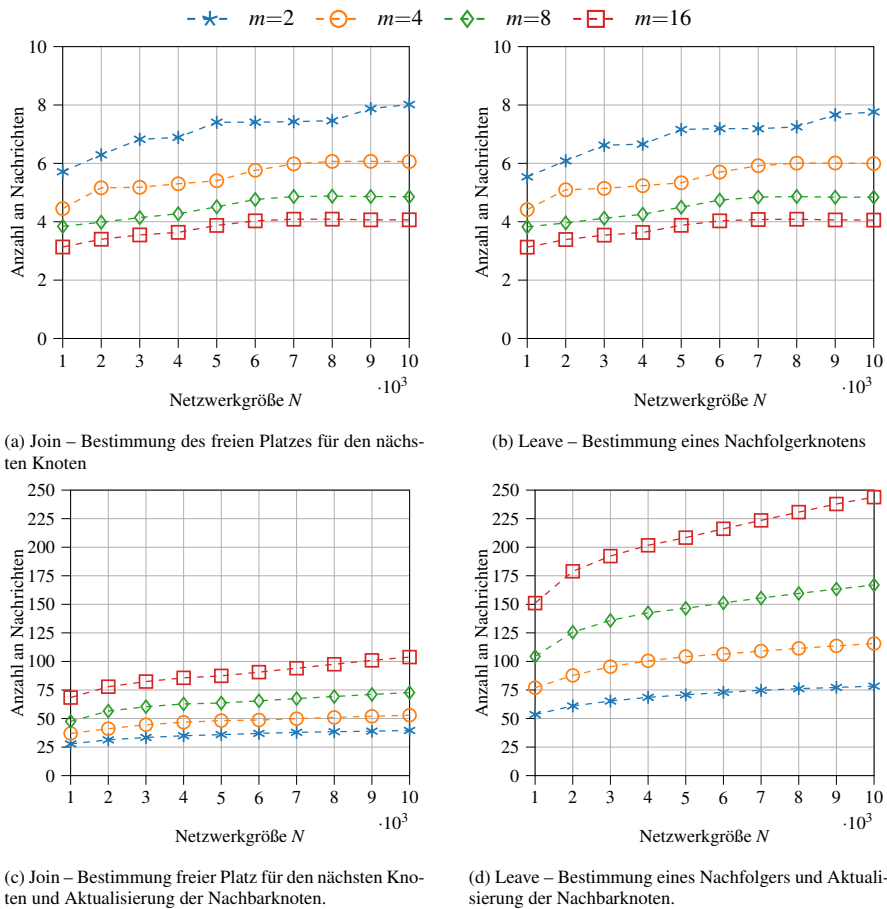 m=2 m=4 m=8 m=16
Anzahl an Nachrichten
10
8
6
4
2
0
1 2 3 4 5 6 7 8 9 10
·10³
Netzwerkgröße N
(a) Join – Bestimmung des freien Platzes für den nächs-
ten Knoten
Anzahl an Nachrichten
10
8
6
4
2
0
1 2 3 4 5 6 7 8 9 10
·10³
Netzwerkgröße N
(b) Leave – Bestimmung eines Nachfolgerknotens
Anzahl an Nachrichten
250
225
200
175
150
125
100
75
50
25
0
1 2 3 4 5 6 7 8 9 10
·10³
Netzwerkgröße N
(c) Join – Bestimmung freier Platz für den nächsten Kno-
ten und Aktualisierung der Nachbarknoten.
Anzahl an Nachrichten
250
225
200
175
150
125
100
75
50
25
0
1 2 3 4 5 6 7 8 9 10
·10³
Netzwerkgröße N
(d) Leave – Bestimmung eines Nachfolgers und Aktuali-
sierung der Nachbarknoten.